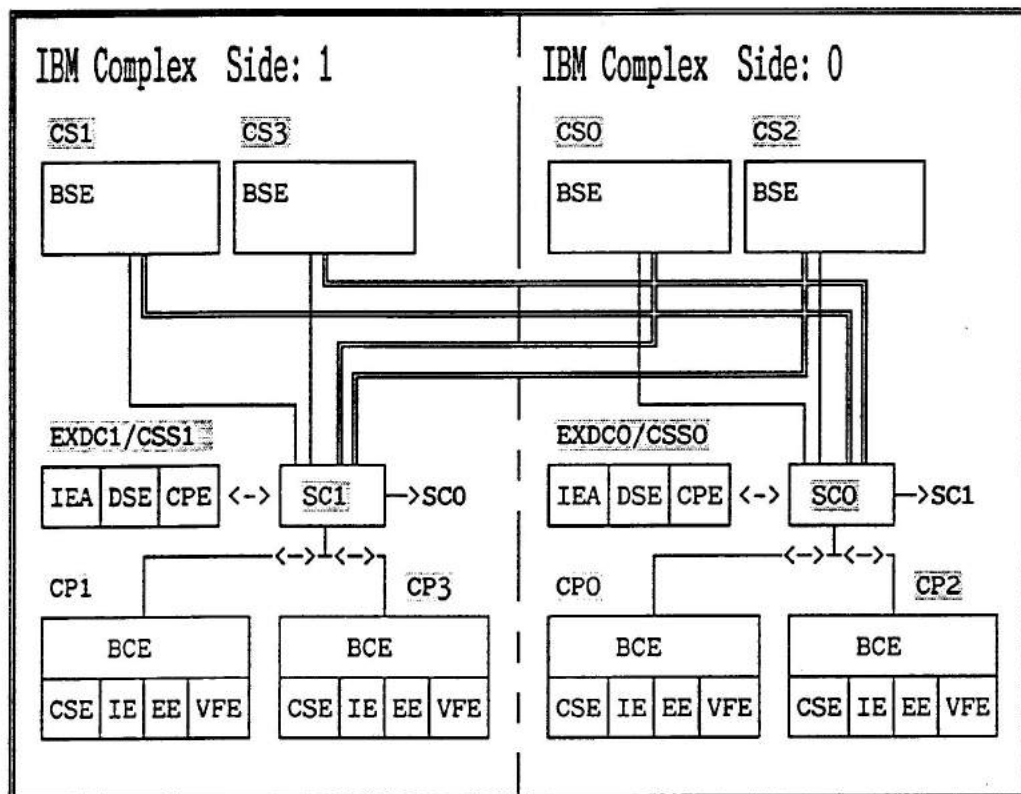 IBM Complex Side: 1
IBM Complex Side: 0
CS1
CS3
CS0
CS2
BSE
BSE
BSE
BSE
EXDC1/CSS1
EXDC0/CSS0
IEA DSE CPE <-> SC1 ->SC0
IEA DSE CPE <-> SC0 ->SC1
<-> <->
<-> <->
CP1
CP3
CP0
CP2
BCE
BCE
BCE
BCE
CSE IE EE VFE
CSE IE EE VFE
CSE IE EE VFE
CSE IE EE VFE